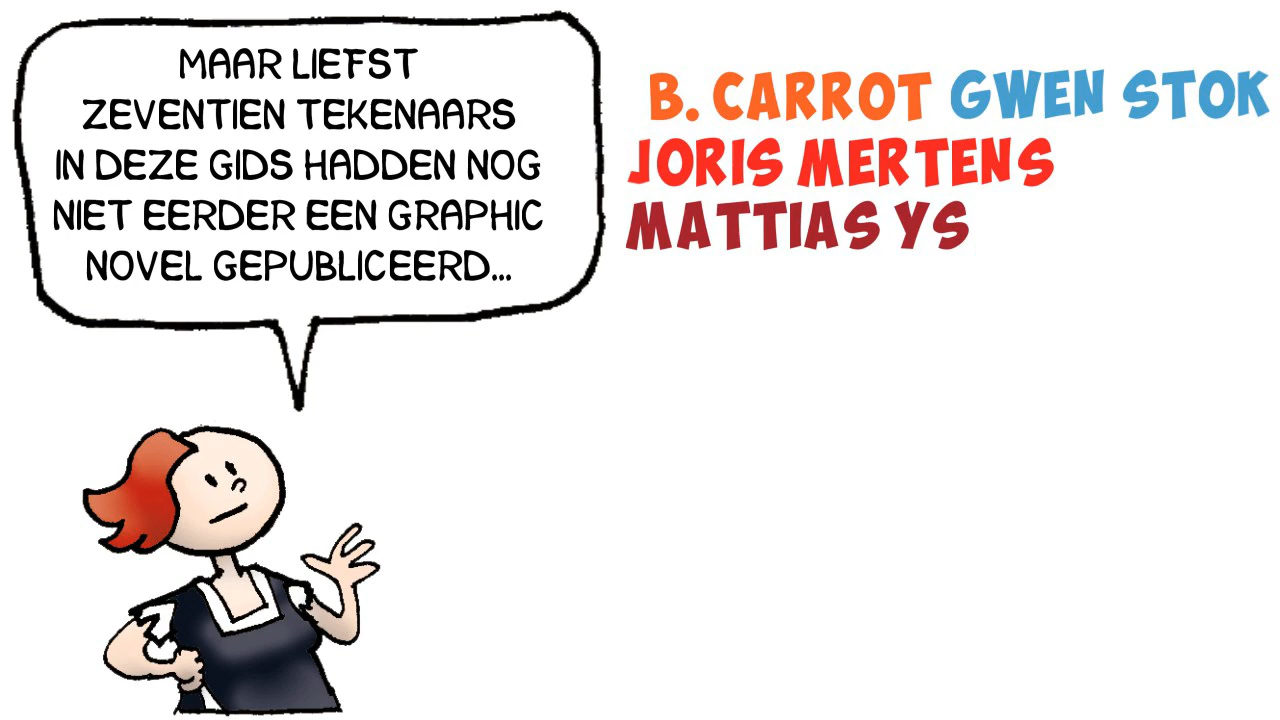 MAAR LIEFST
ZEVENTIEN TEKENAARS
IN DEZE GIDS HADDEN NOG
NIET EERDER EEN GRAPHIC
NOVEL GEPUBLICEERD...
B. CARROT GWEN STOK
JORIS MERTENS
MATTIAS YS